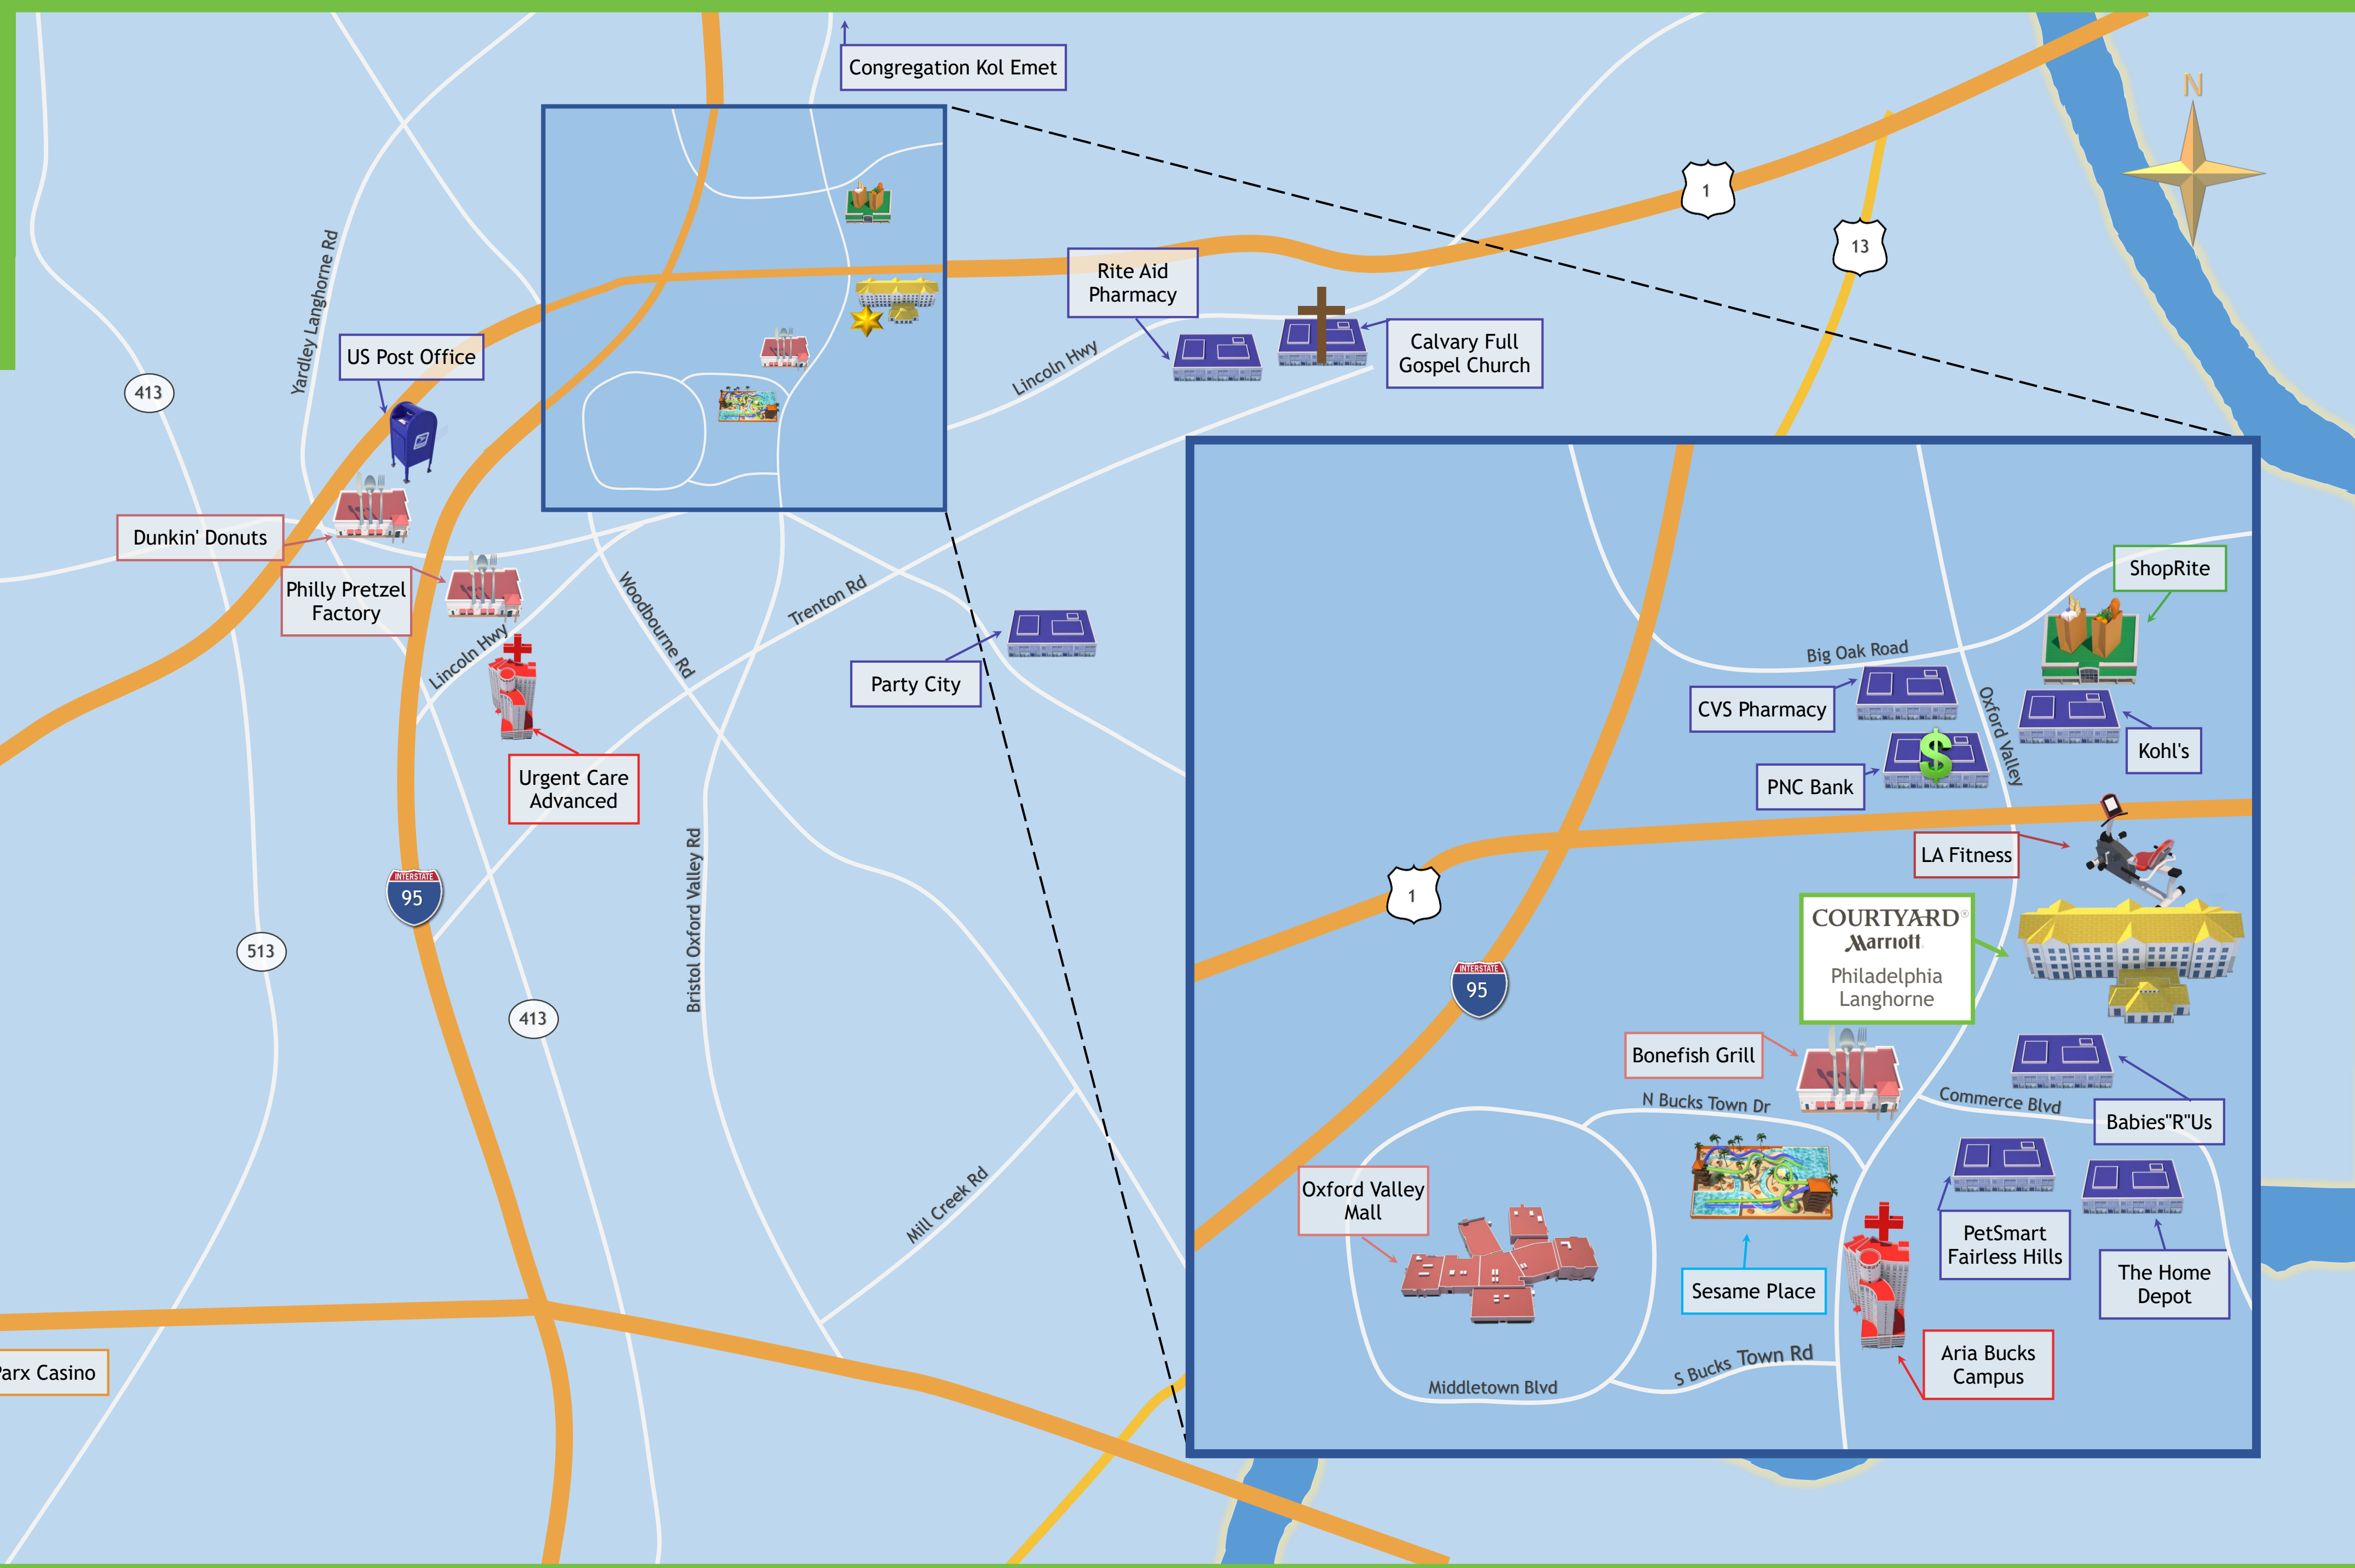 Congregation Kol Emet
N
1
13
Yardley Langhorne Rd
Rite Aid
Pharmacy
Calvary Full
Gospel Church
Lincoln Hwy
US Post Office
413
Dunkin' Donuts
Philly Pretzel
Factory
Lincoln Hwy
Woodbourne Rd
Trenton Rd
Party City
Urgent Care
Advanced
INTERSTATE
95
Bristol Oxford Valley Rd
513
413
Mill Creek Rd
Parx Casino
ShopRite
Big Oak Road
CVS Pharmacy
Oxford Valley
Kohl's
PNC Bank
$
LA Fitness
1
COURTYARD®
Marriott
Philadelphia
Langhorne
INTERSTATE
95
Bonefish Grill
N Bucks Town Dr
Commerce Blvd
Babies"R"Us
Oxford Valley
Mall
PetSmart
Fairless Hills
The Home
Depot
Sesame Place
S Bucks Town Rd
Aria Bucks
Campus
Middletown Blvd